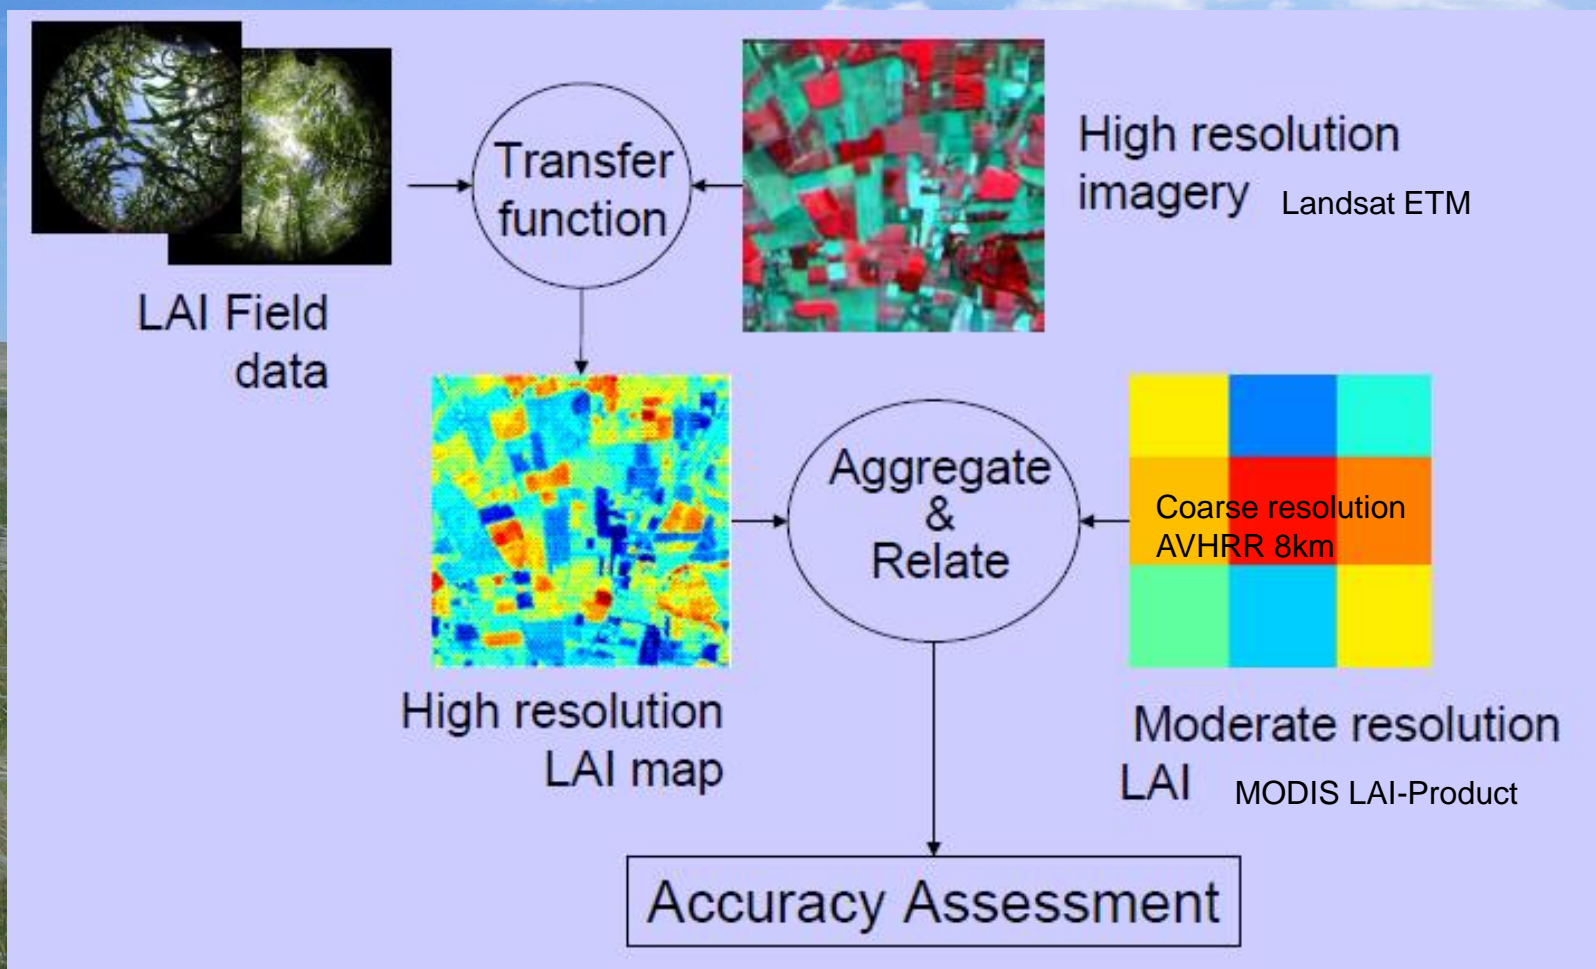 Transfer
function
High resolution
imagery
Landsat ETM
LAI Field
data
Aggregate
&
Relate
Coarse resolution
AVHRR 8km
High resolution
LAI map
Moderate resolution
LAI
MODIS LAI-Product
Accuracy Assessment